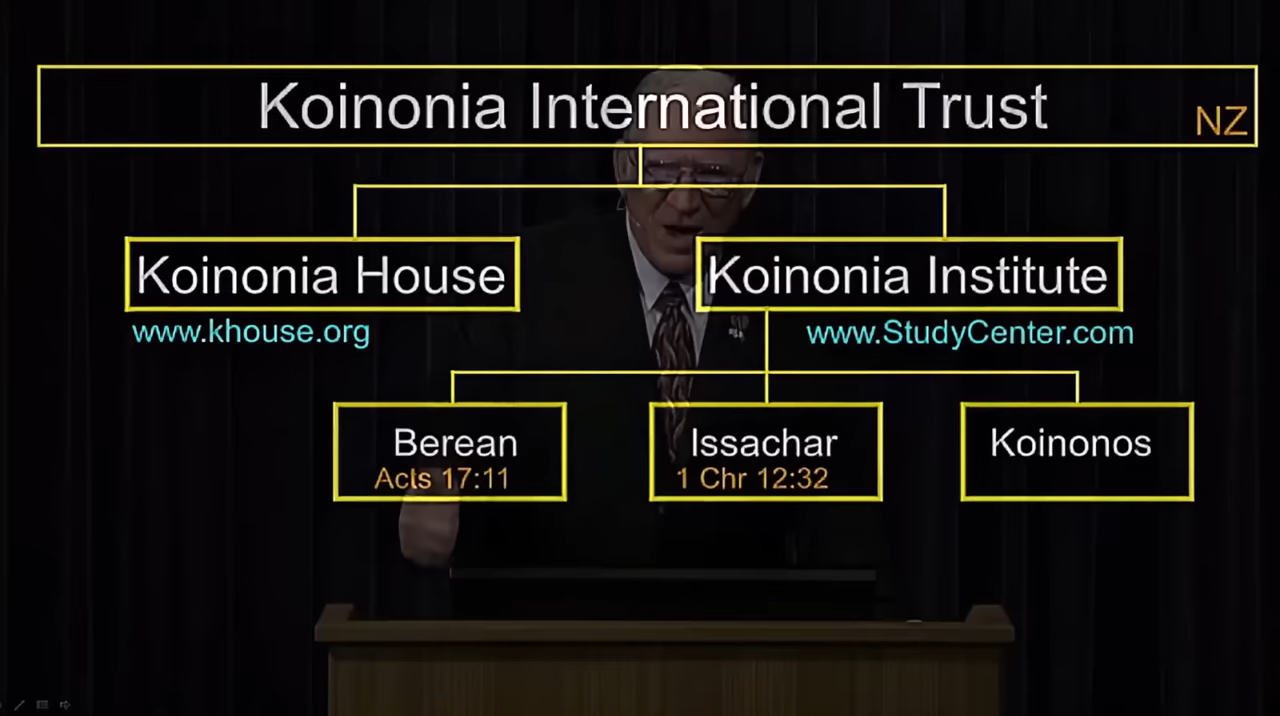 Koinonia International Trust
NZ
Koinonia House
Koinonia Institute
www.khouse.org
www.StudyCenter.com
Berean
Acts 17:11
Issachar
1 Chr 12:32
Koinonos